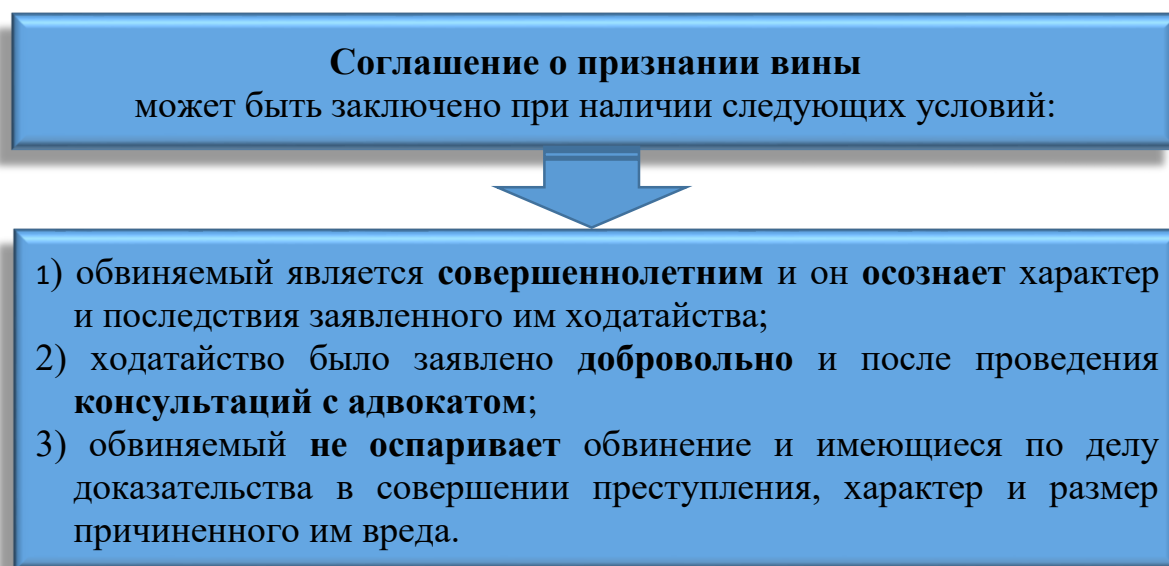 Соглашение о признании вины
может быть заключено при наличии следующих условий:
1) обвиняемый является совершеннолетним и он осознает характер
и последствия заявленного им ходатайства;
2) ходатайство было заявлено добровольно и после проведения
консультаций с адвокатом;
3) обвиняемый не оспаривает обвинение и имеющиеся по делу
доказательства в совершении преступления, характер и размер
причиненного им вреда.